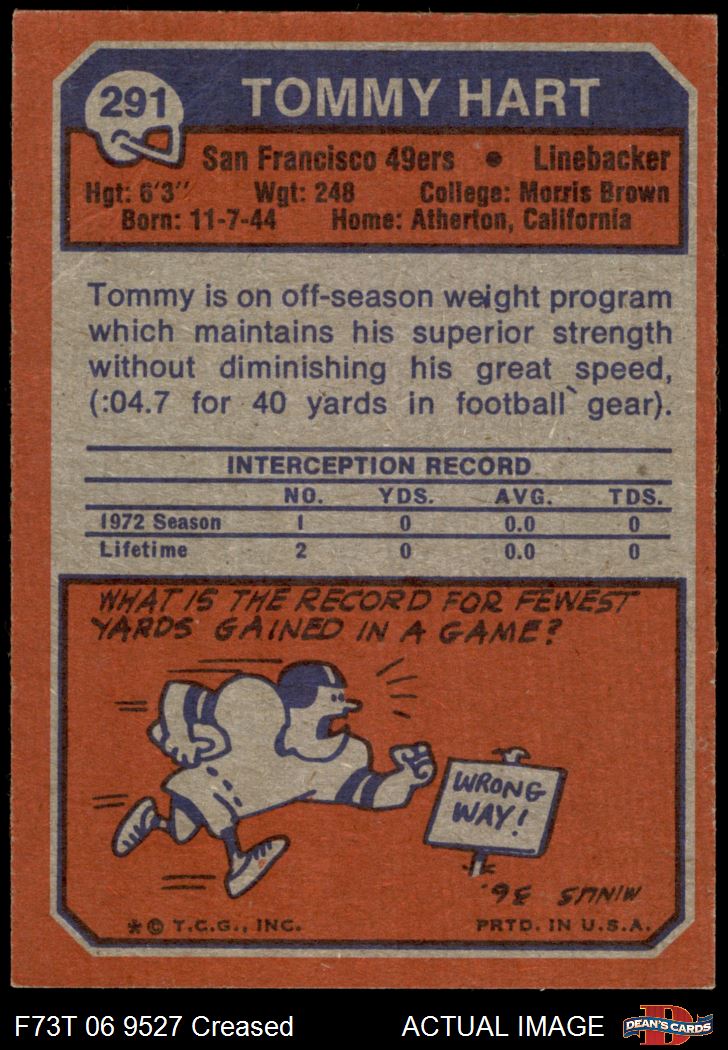 291
TOMMY HART
San Francisco 49ers • Linebacker
Hgt: 6'3" Wgt: 248 College: Morris Brown
Born: 11-7-44 Home: Atherton, California
Tommy is on off-season weight program
which maintains his superior strength
without diminishing his great speed,
(:04.7 for 40 yards in football gear).
INTERCEPTION RECORD
NO. YDS. AVG. TDS.
1972 Season 1 0 0.0 0
Lifetime 2 0 0.0 0
WHAT IS THE RECORD FOR FEWEST
YARDS GAINED IN A GAME?
WRONG
WAY!
MINUS 36.
* © T.C.G., INC. PRTD. IN U.S.A.
F73T 06 9527 Creased ACTUAL IMAGE
D
DEAN'S CARDS